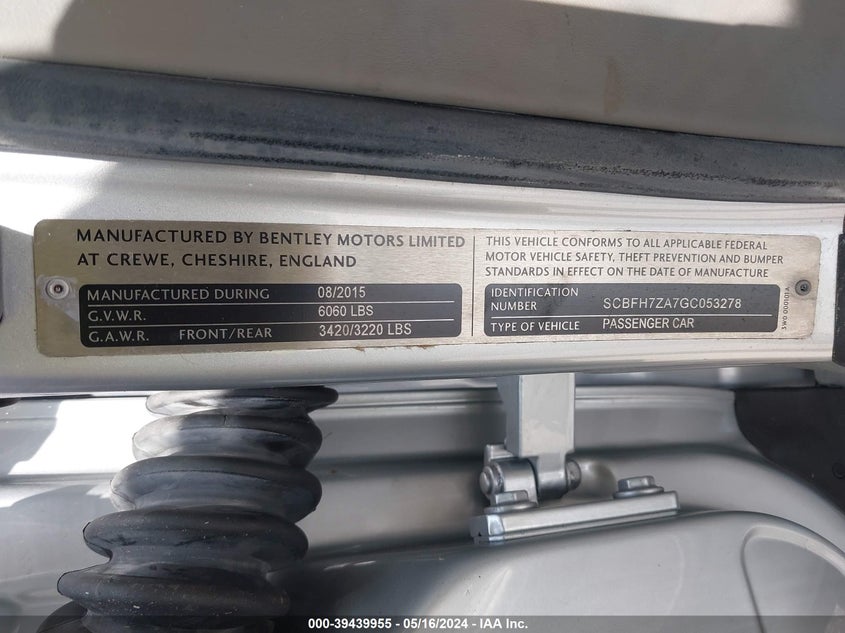 MANUFACTURED BY BENTLEY MOTORS LIMITED
AT CREWE, CHESHIRE, ENGLAND
MANUFACTURED DURING 08/2015
G.V.W.R. 6060 LBS
G.A.W.R. FRONT/REAR 3420/3220 LBS
THIS VEHICLE CONFORMS TO ALL APPLICABLE FEDERAL
MOTOR VEHICLE SAFETY, THEFT PREVENTION AND BUMPER
STANDARDS IN EFFECT ON THE DATE OF MANUFACTURE
IDENTIFICATION
NUMBER SCBFH7ZA7GC053278
TYPE OF VEHICLE PASSENGER CAR
000-39439955 - 05/16/2024 - IAA Inc.